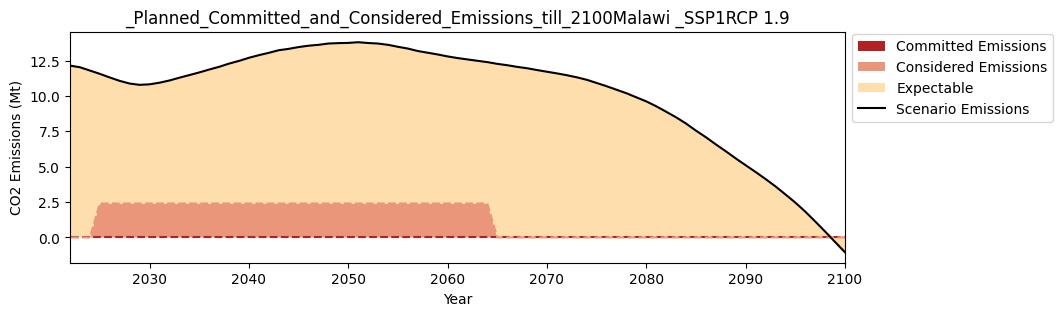 _Planned_Committed_and_Considered_Emissions_till_2100Malawi _SSP1RCP 1.9
Committed Emissions
Considered Emissions
Expectable
Scenario Emissions
CO2 Emissions (Mt)
12.5
10.0
7.5
5.0
2.5
0.0
2030 2040 2050 2060 2070 2080 2090 2100
Year